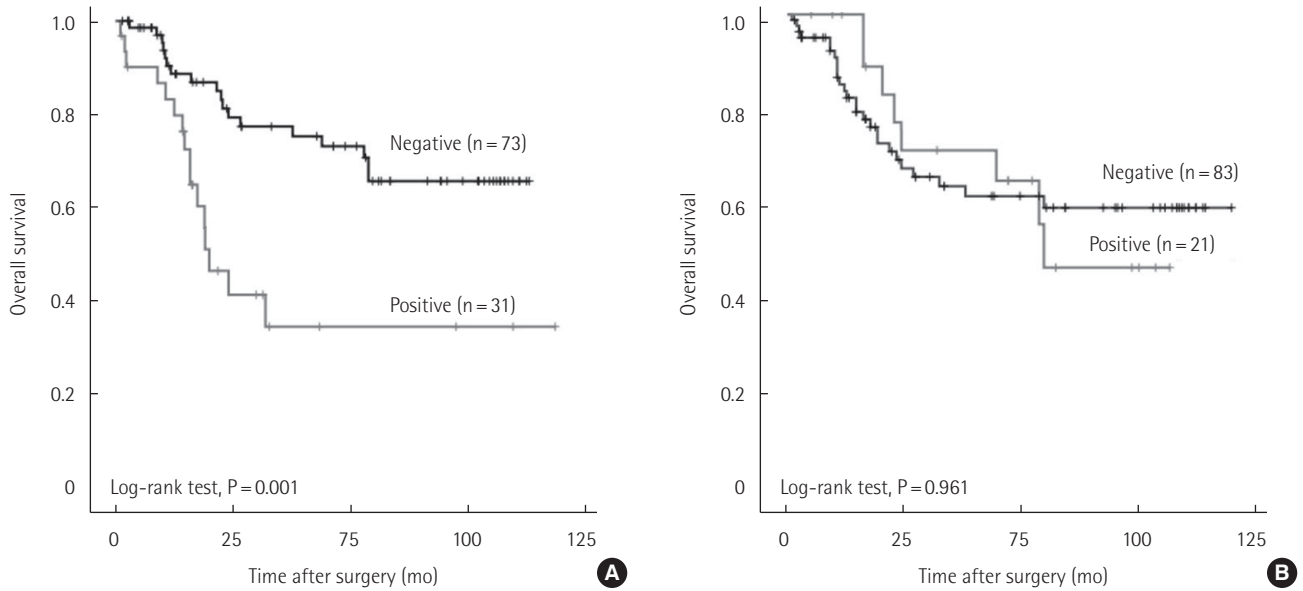 1.0
0.8
0.6
0.4
0.2
0
Overall survival
Negative (n=73)
Positive (n=31)
Log-rank test, P=0.001
0 25 75 100 125
Time after surgery (mo)
A
1.0
0.8
0.6
0.4
0.2
0
Overall survival
Negative (n=83)
Positive (n=21)
Log-rank test, P=0.961
0 25 75 100 125
Time after surgery (mo)
B